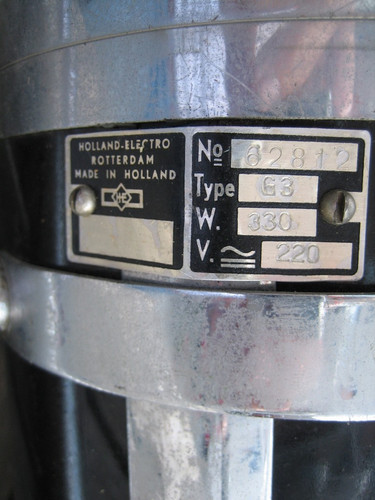 HOLLAND-ELECTRO
ROTTERDAM
MADE IN HOLLAND
HE
No 62812
Type G3
W. 330
V. ≅ 220